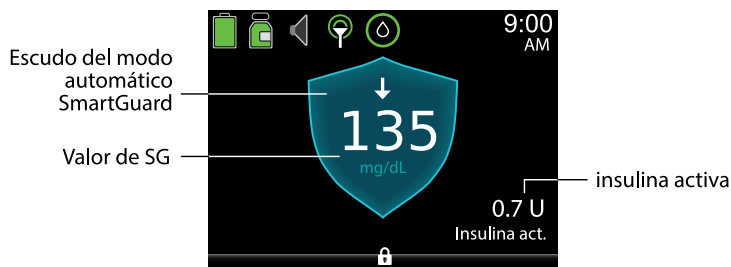 9:00
AM
Escudo del modo
automático
SmartGuard
135
mg/dL
Valor de SG
insulina activa
0.7 U
Insulina act.